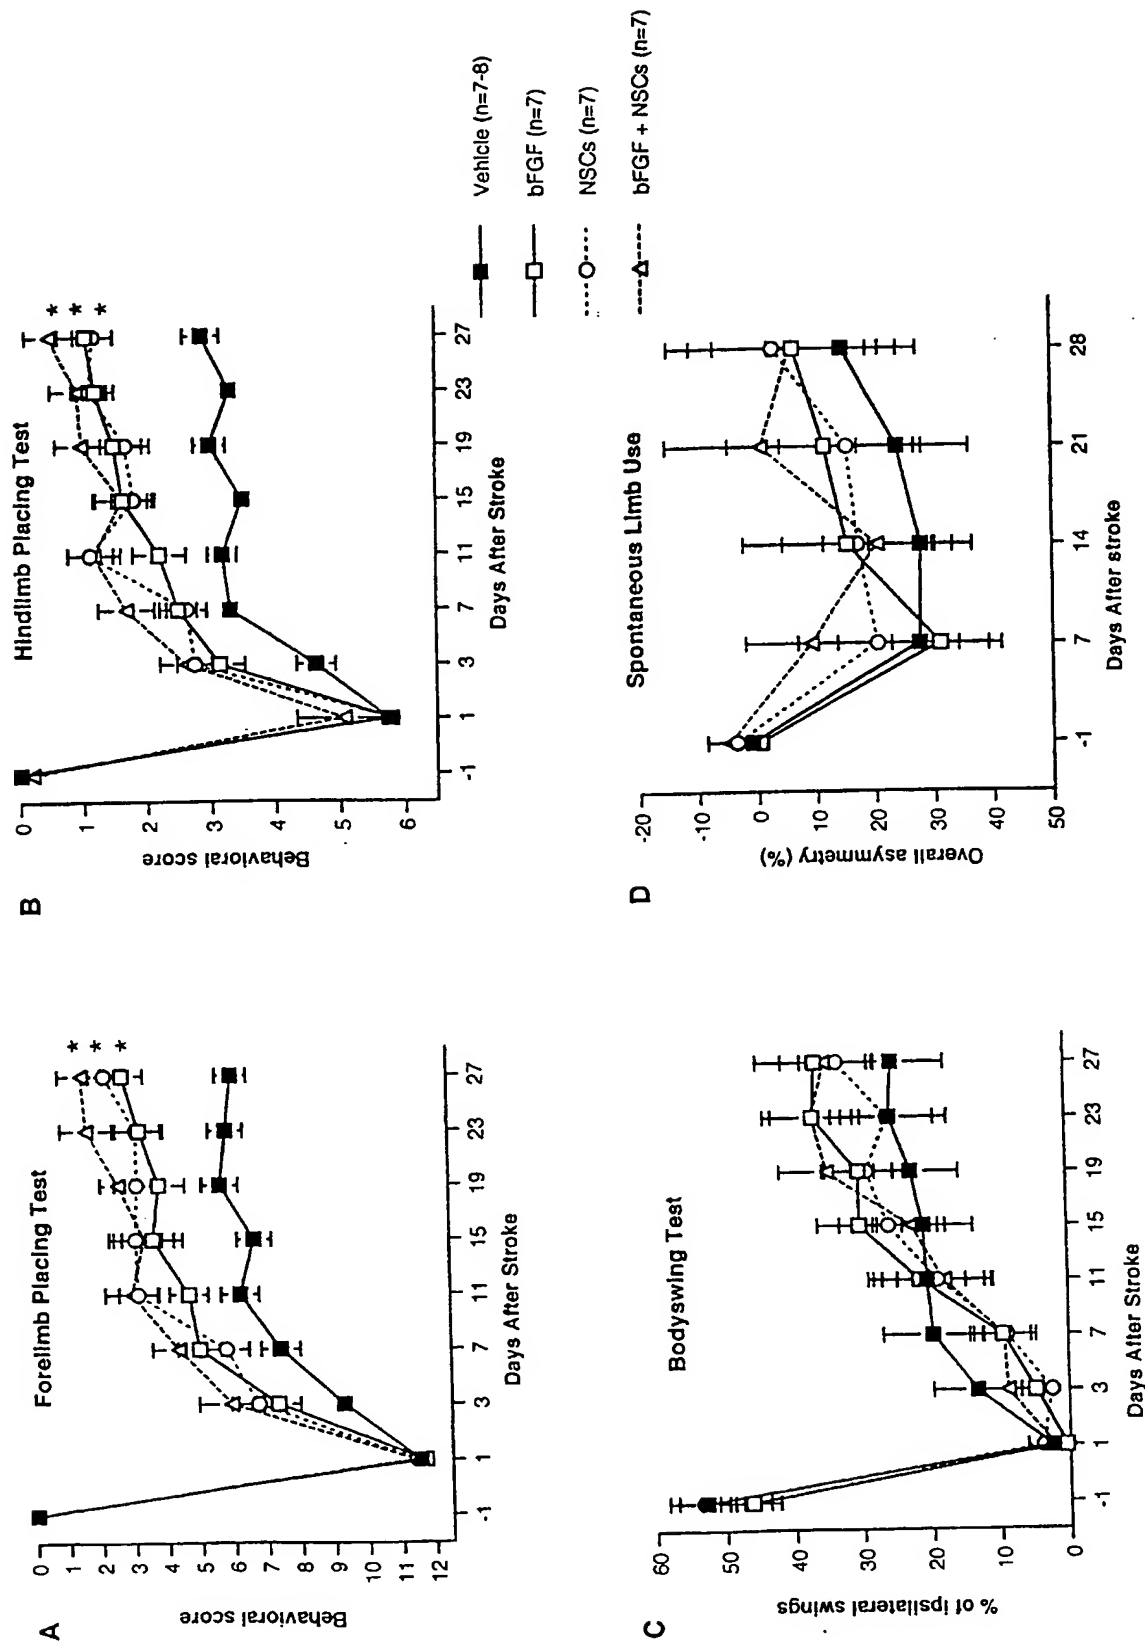 A
Forelimb Placing Test
Behavioral score
0 1 2 3 4 5 6 7 8 9 10 11 12
* * *
-1 1 3 7 11 15 19 23 27
Days After Stroke
B
Hindlimb Placing Test
Behavioral score
0 1 2 3 4 5 6
* * *
-1 1 3 7 11 15 19 23 27
Days After Stroke
Vehicle (n=7-8)
bFGF (n=7)
NSCs (n=7)
bFGF + NSCs (n=7)
C
Bodyswing Test
% of ipsilateral swings
60 50 40 30 20 10 0
-1 1 3 7 11 15 19 23 27
Days After Stroke
D
Spontaneous Limb Use
Overall asymmetry (%)
-20 -10 0 10 20 30 40 50
-1 7 14 21 28
Days After stroke